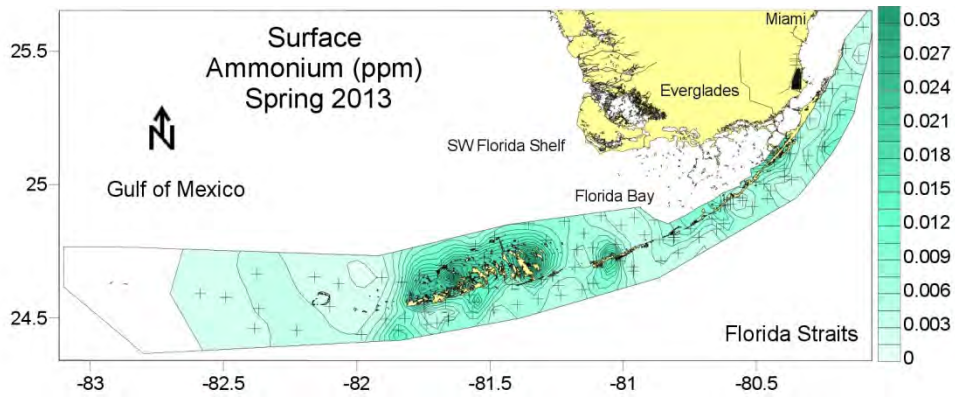 Surface
Ammonium (ppm)
Spring 2013
Miami
Everglades
SW Florida Shelf
N
Gulf of Mexico
Florida Bay
Florida Straits
25.5
25
24.5
-83
-82.5
-82
-81.5
-81
-80.5
0.03
0.027
0.024
0.021
0.018
0.015
0.012
0.009
0.006
0.003
0